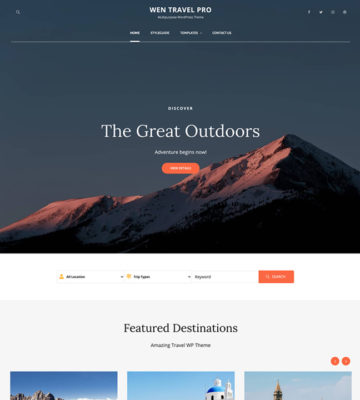 WEN TRAVEL PRO
Multipurpose WordPress Theme
HOME STYLEGUIDE TEMPLATES CONTACT US
DISCOVER
The Great Outdoors
Adventure begins now!
VIEW DETAILS
All Location Trip Types Keyword SEARCH
Featured Destinations
Amazing Travel WP Theme